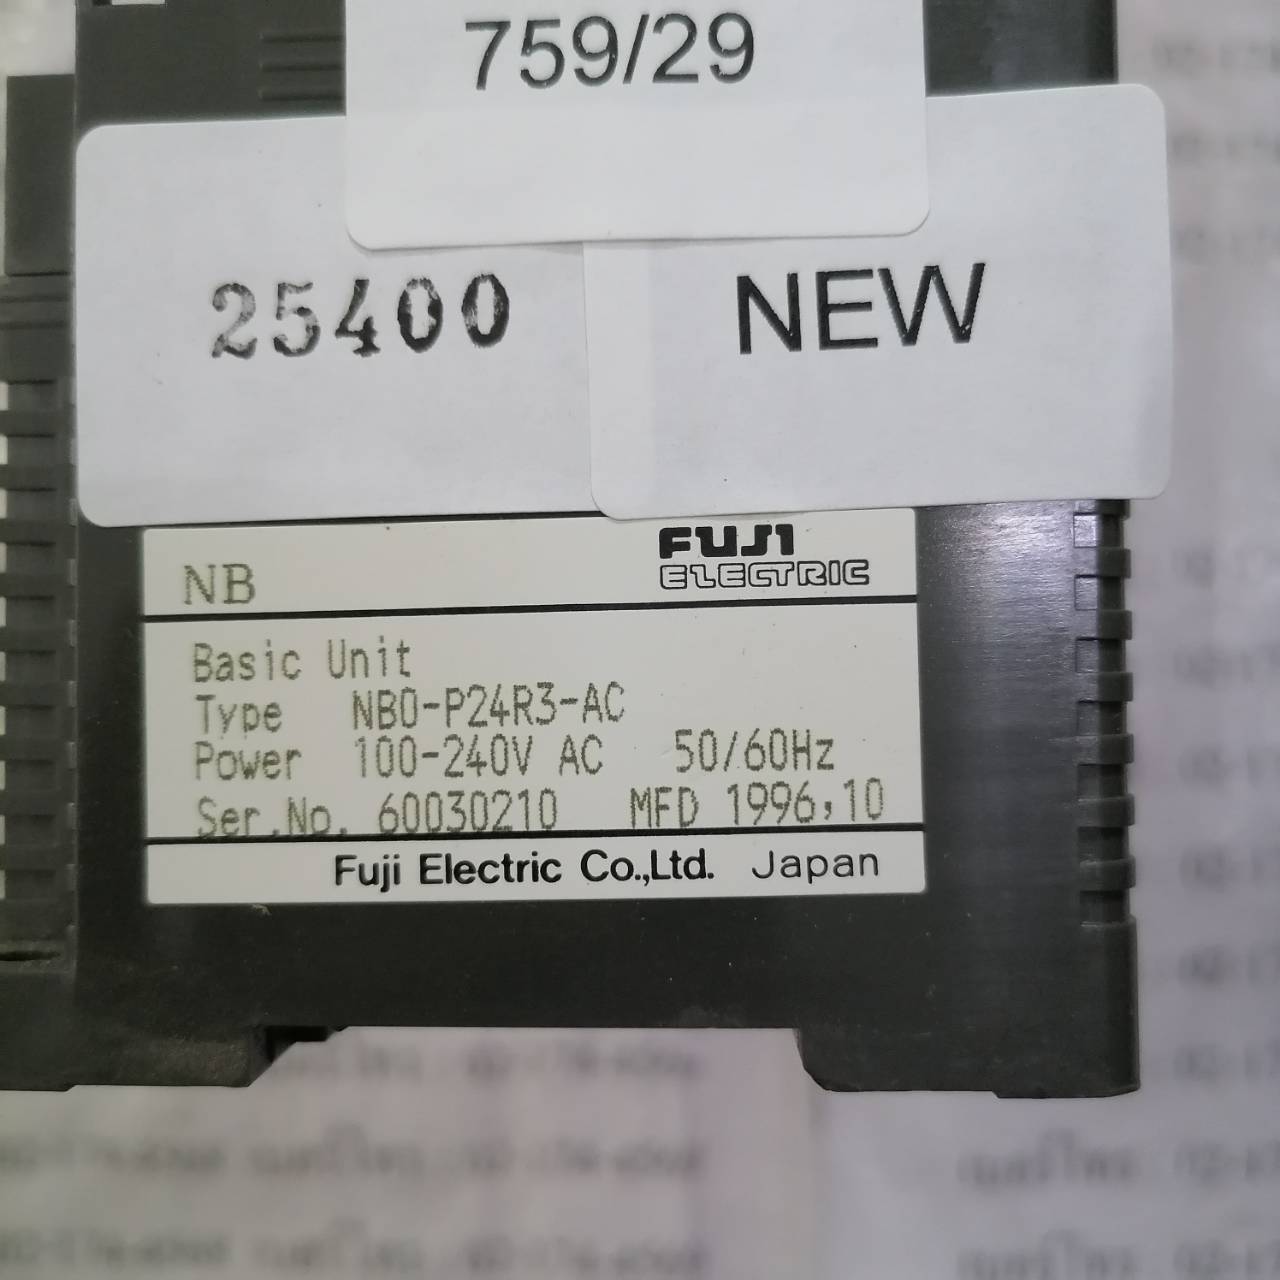 759/29
25400
NEW
NB
FUJI
ELECTRIC
Basic Unit
Type NB0-P24R3-AC
Power 100-240V AC 50/60Hz
Ser.No. 60030210 MFD 1996,10
Fuji Electric Co.,Ltd. Japan